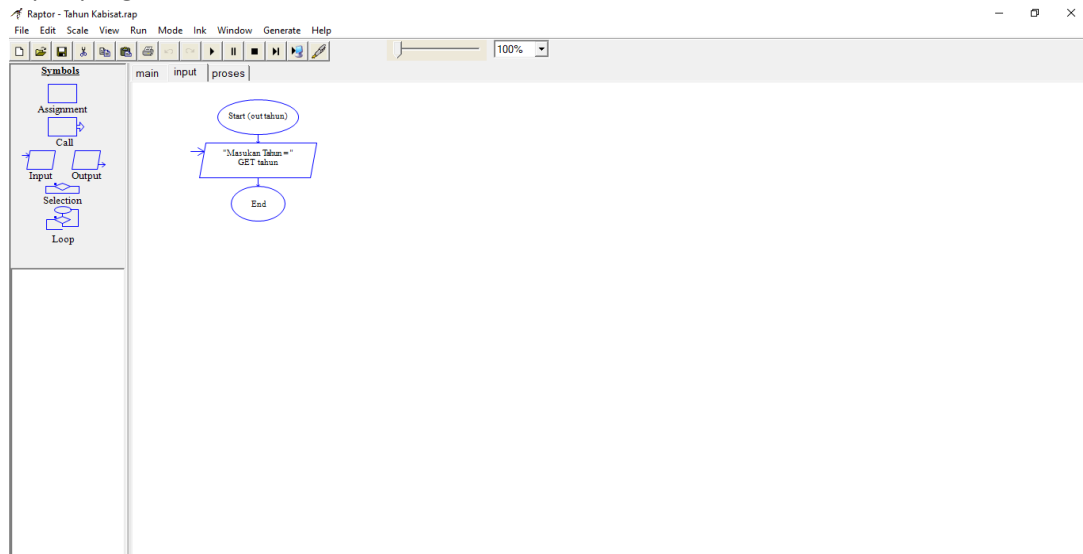 Raptor - Tahun Kabisat.rap
File Edit Scale View Run Mode Ink Window Generate Help
100%
Symbols
main input proses
Assignment
Call
Input Output
Selection
Loop
Start (out tahun)
"Masukan Tahun = "
GET tahun
End